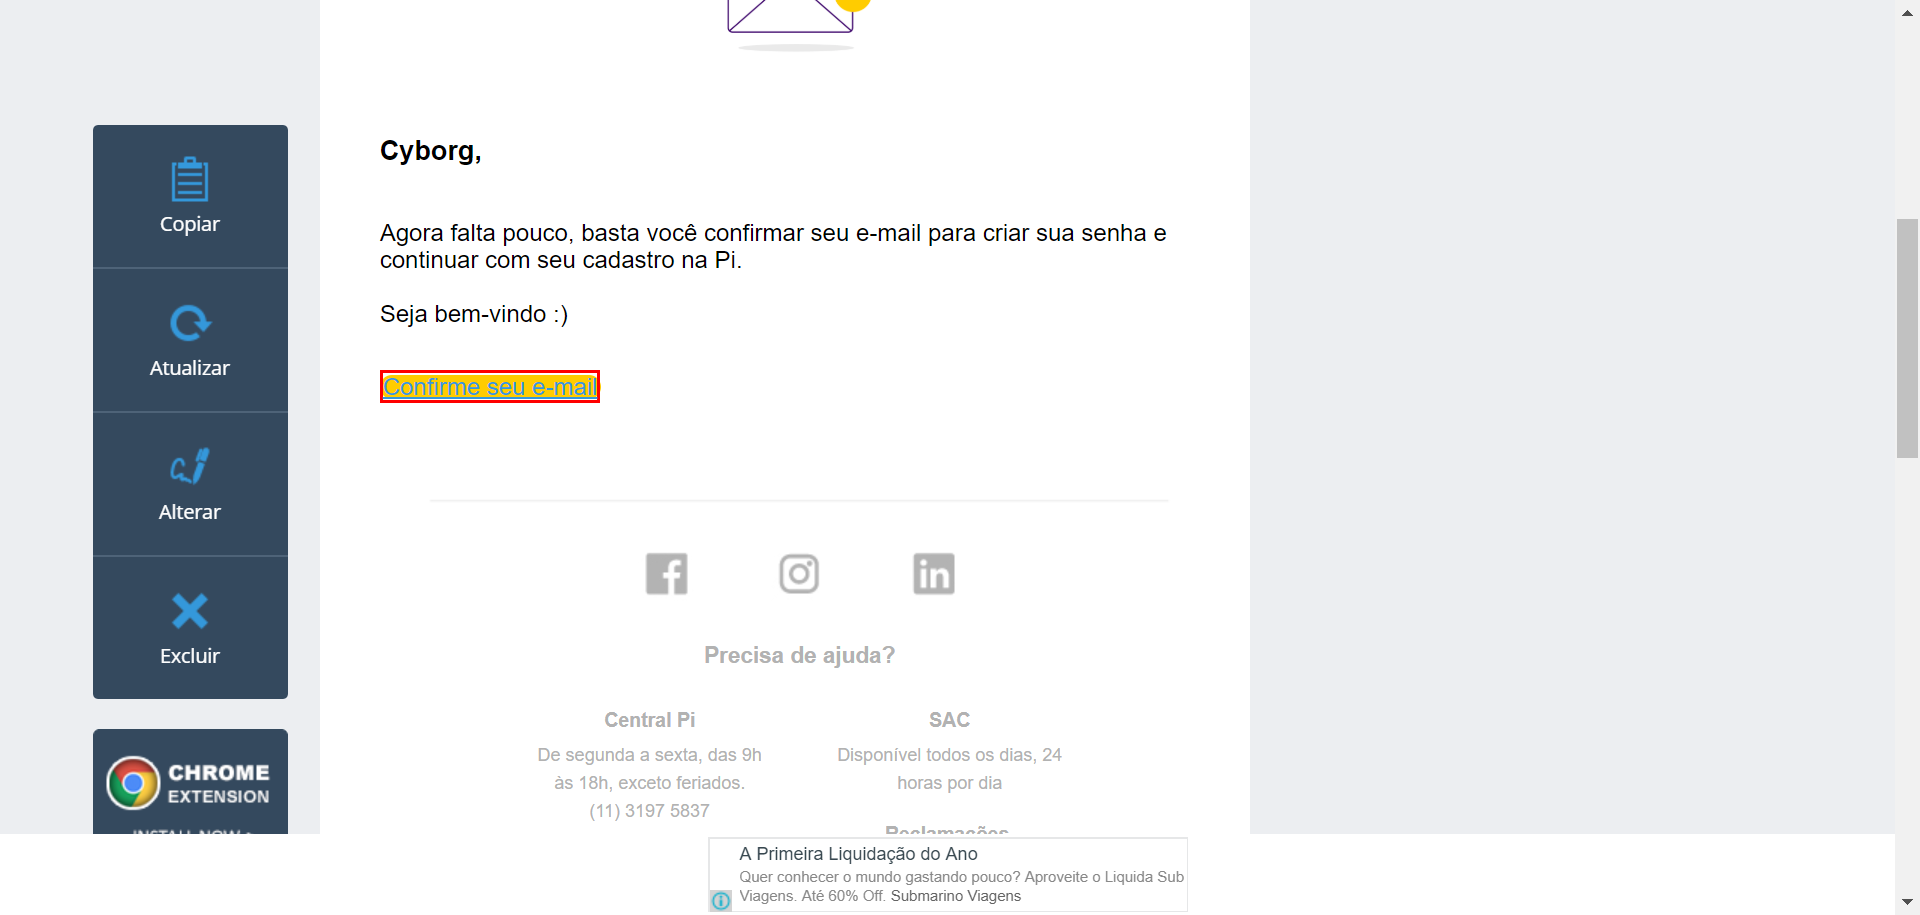 Copiar
Atualizar
Alterar
Excluir
CHROME
EXTENSION
INSTALL NOW
Cyborg,
Agora falta pouco, basta você confirmar seu e-mail para criar sua senha e
continuar com seu cadastro na Pi.
Seja bem-vindo :)
Confirme seu e-mail
Precisa de ajuda?
Central Pi
De segunda a sexta, das 9h
às 18h, exceto feriados.
(11) 3197 5837
SAC
Disponível todos os dias, 24
horas por dia
Reclamações
A Primeira Liquidação do Ano
Quer conhecer o mundo gastando pouco? Aproveite o Liquida Sub
Viagens. Até 60% Off. Submarino Viagens